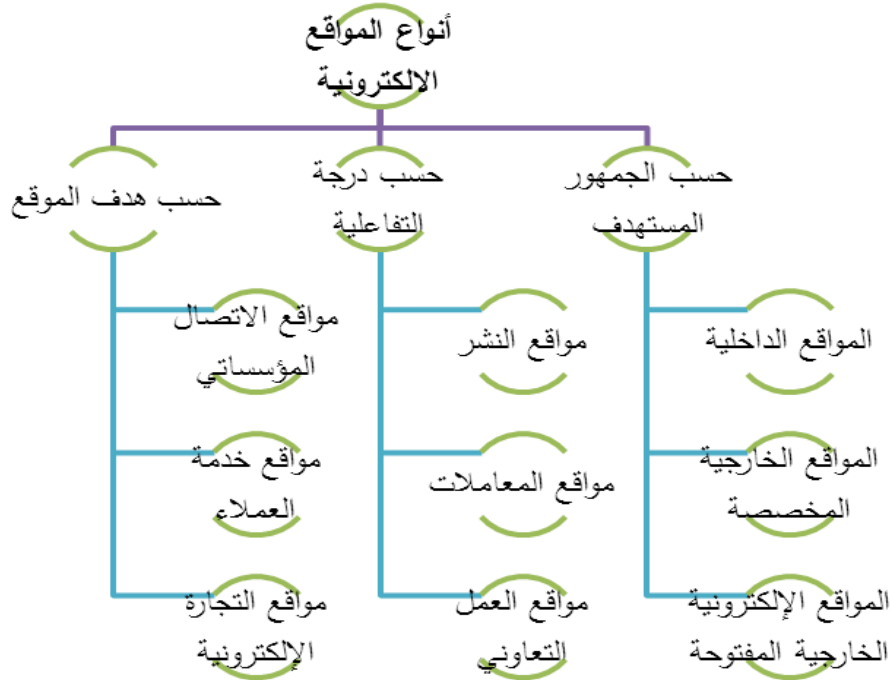 أنواع المواقع
الالكترونية
حسب الجمهور
المستهدف
حسب درجة
التفاعلية
حسب هدف الموقع
المواقع الداخلية
المواقع الخارجية
المخصصة
المواقع الإلكترونية
الخارجية المفتوحة
مواقع النشر
مواقع المعاملات
مواقع العمل
التعاوني
مواقع الاتصال
المؤسساتي
مواقع خدمة
العملاء
مواقع التجارة
الإلكترونية